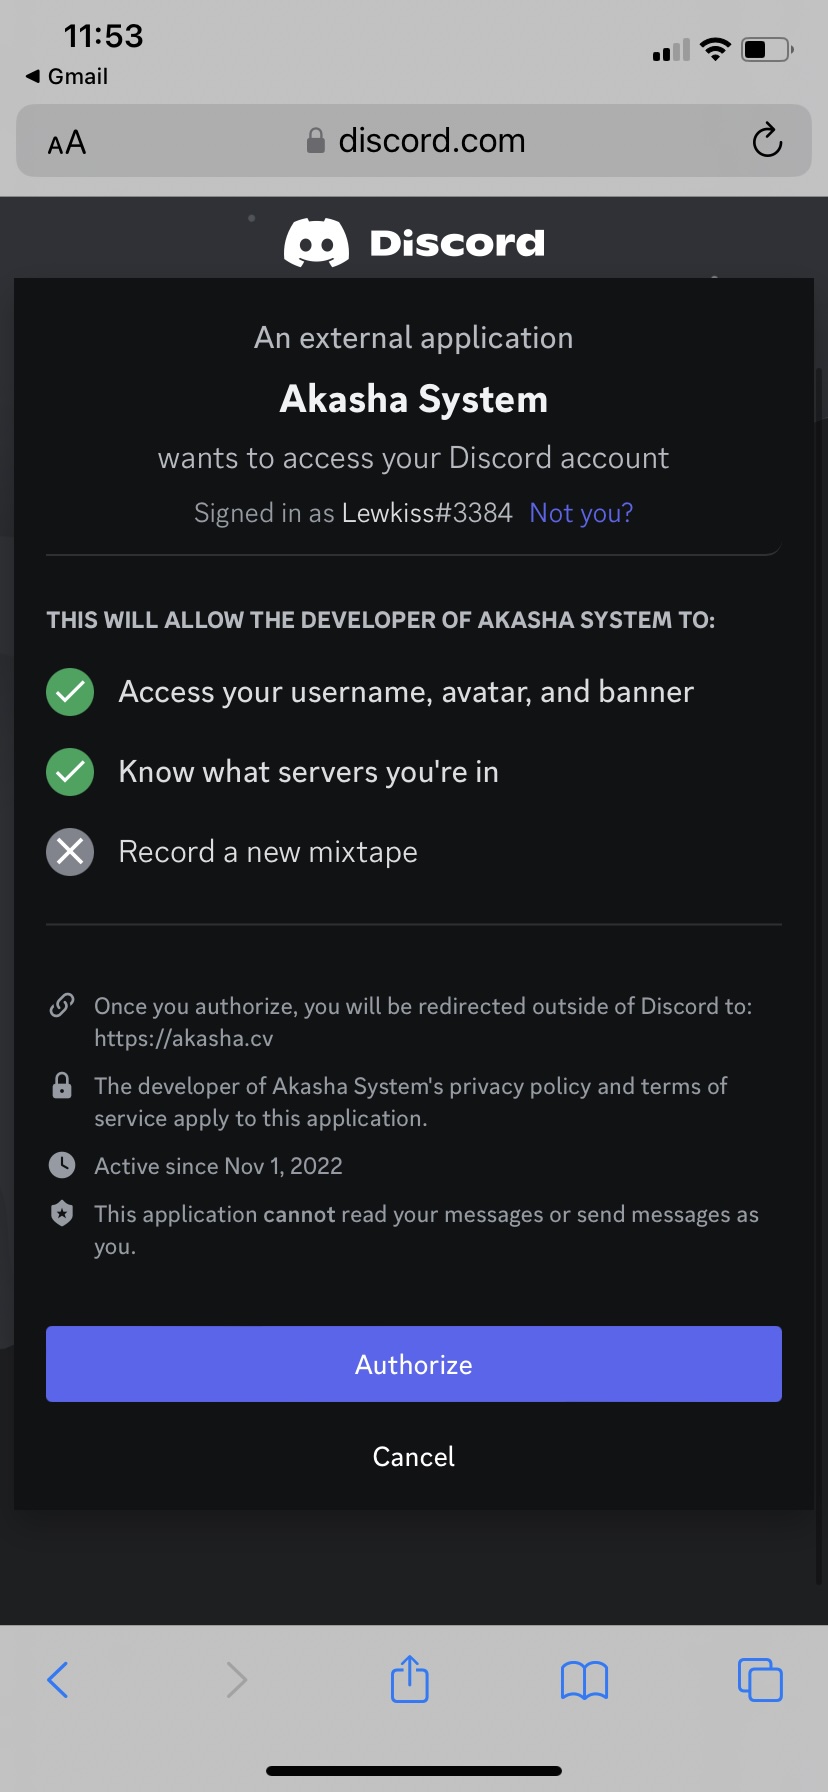 11:53
Gmail
AA discord.com
Discord
An external application
Akasha System
wants to access your Discord account
Signed in as Lewkiss#3384 Not you?
THIS WILL ALLOW THE DEVELOPER OF AKASHA SYSTEM TO:
Access your username, avatar, and banner
Know what servers you're in
Record a new mixtape
Once you authorize, you will be redirected outside of Discord to:
https://akasha.cv
The developer of Akasha System's privacy policy and terms of
service apply to this application.
Active since Nov 1, 2022
This application cannot read your messages or send messages as
you.
Authorize
Cancel